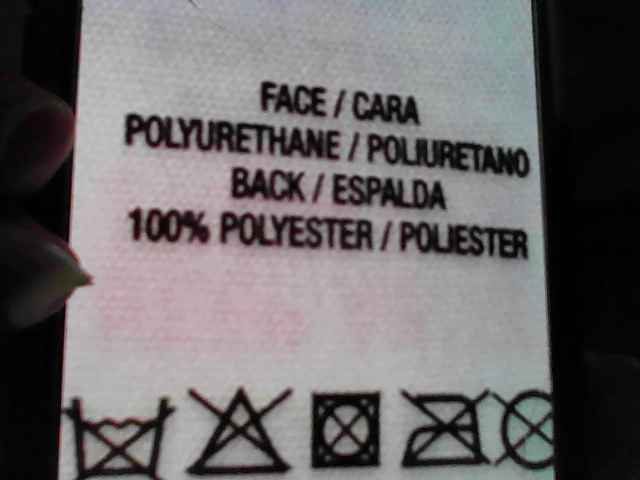 FACE / CARA
POLYURETHANE / POLIURETANO
BACK / ESPALDA
100% POLYESTER / POLIESTER